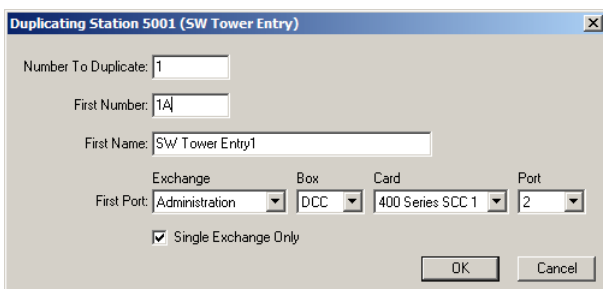 Duplicating Station 5001 (SW Tower Entry)
Number To Duplicate: 1
First Number: 1A
First Name: SW Tower Entry1
Exchange Box Card Port
First Port: Administration DCC 400 Series SCC 1 2
Single Exchange Only
OK Cancel